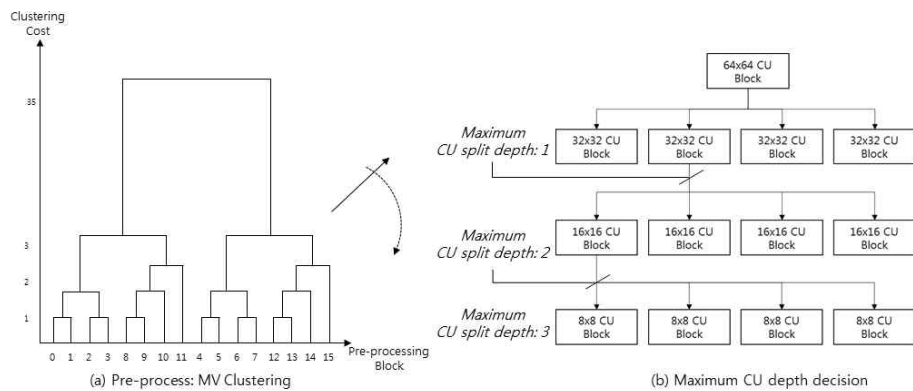 Clustering
Cost
35
3
2
1
0 1 2 3 8 9 10 11 4 5 6 7 12 13 14 15
Pre-processing
Block
(a) Pre-process: MV Clustering
64x64 CU
Block
Maximum
CU split depth: 1
32x32 CU
Block
32x32 CU
Block
32x32 CU
Block
32x32 CU
Block
Maximum
CU split depth: 2
16x16 CU
Block
16x16 CU
Block
16x16 CU
Block
16x16 CU
Block
Maximum
CU split depth: 3
8x8 CU
Block
8x8 CU
Block
8x8 CU
Block
8x8 CU
Block
(b) Maximum CU depth decision